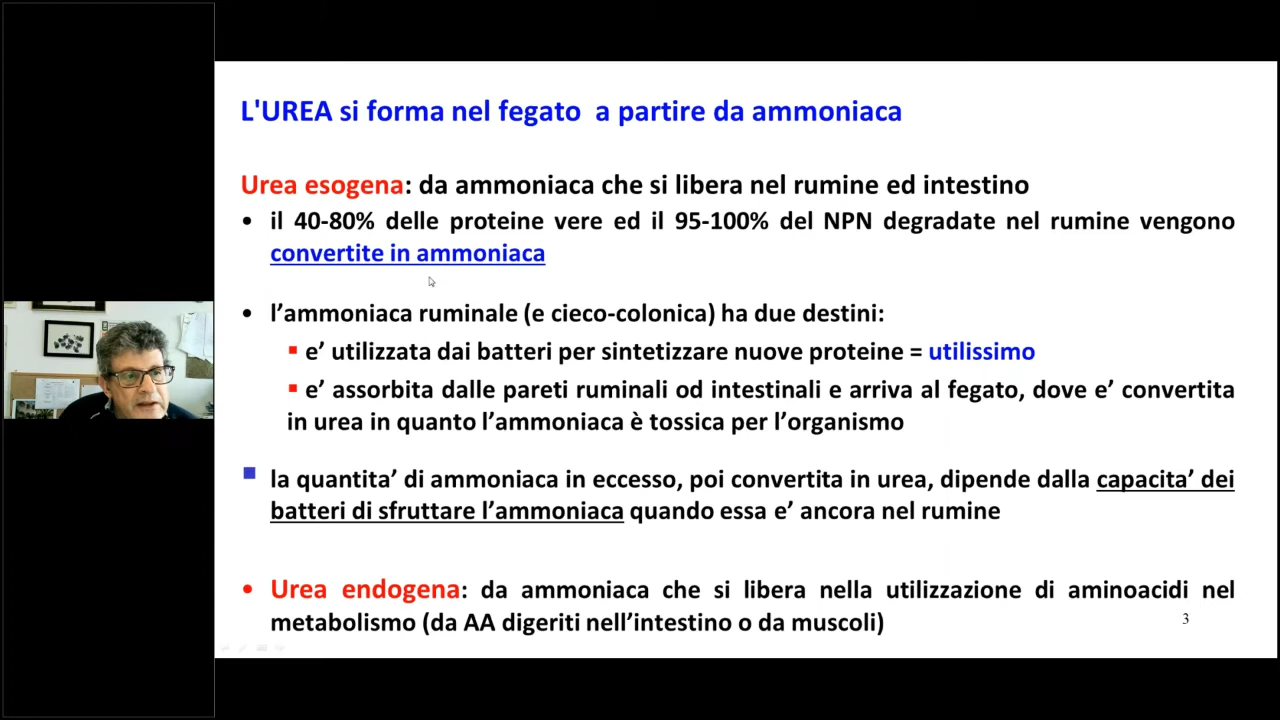 L'UREA si forma nel fegato a partire da ammoniaca
Urea esogena: da ammoniaca che si libera nel rumine ed intestino
• il 40-80% delle proteine vere ed il 95-100% del NPN degradate nel rumine vengono
convertite in ammoniaca
• l’ammoniaca ruminale (e cieco-colonica) ha due destini:
▪ e’ utilizzata dai batteri per sintetizzare nuove proteine = utilissimo
▪ e’ assorbita dalle pareti ruminali od intestinali e arriva al fegato, dove e’ convertita
in urea in quanto l’ammoniaca è tossica per l’organismo
▪ la quantita’ di ammoniaca in eccesso, poi convertita in urea, dipende dalla capacita’ dei
batteri di sfruttare l’ammoniaca quando essa e’ ancora nel rumine
• Urea endogena: da ammoniaca che si libera nella utilizzazione di aminoacidi nel
metabolismo (da AA digeriti nell’intestino o da muscoli)
3